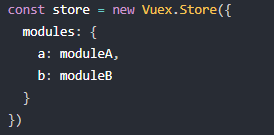 const store = new Vuex.Store({
  modules: {
    a: moduleA,
    b: moduleB
  }
})